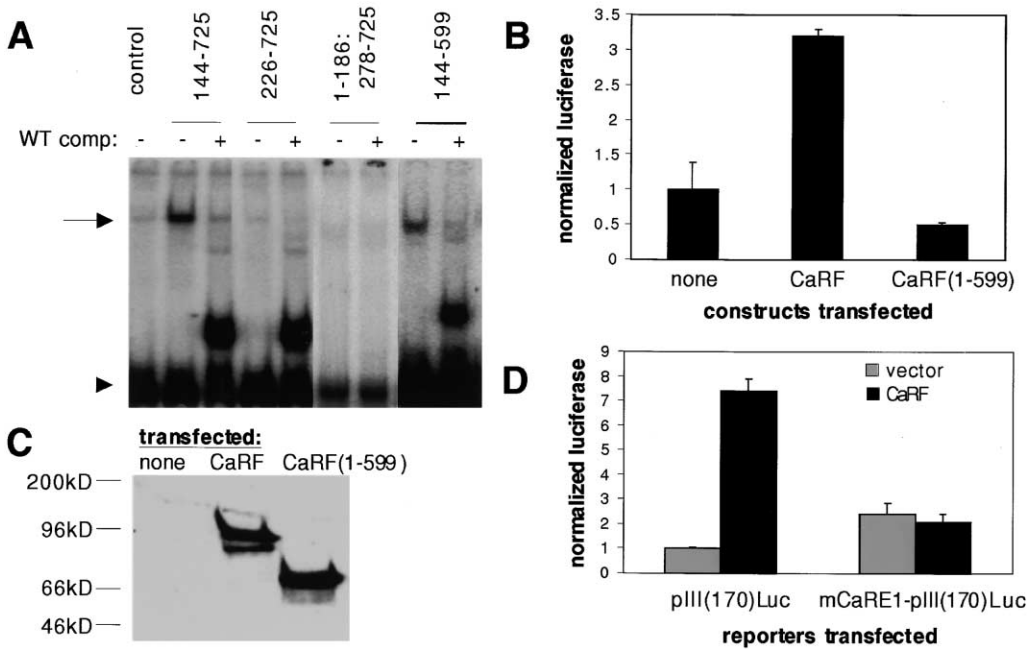 A
control
144-725
226-725
1-186:
278-725
144-599
WT comp:
- - + - + - + - +
B
normalized luciferase
3.5
3
2.5
2
1.5
1
0.5
0
none CaRF CaRF(1-599)
constructs transfected
C
transfected:
none CaRF CaRF(1-599)
200kD
96kD
66kD
46kD
D
normalized luciferase
9
8
7
6
5
4
3
2
1
0
vector
CaRF
pIII(170)Luc mCaRE1-pIII(170)Luc
reporters transfected